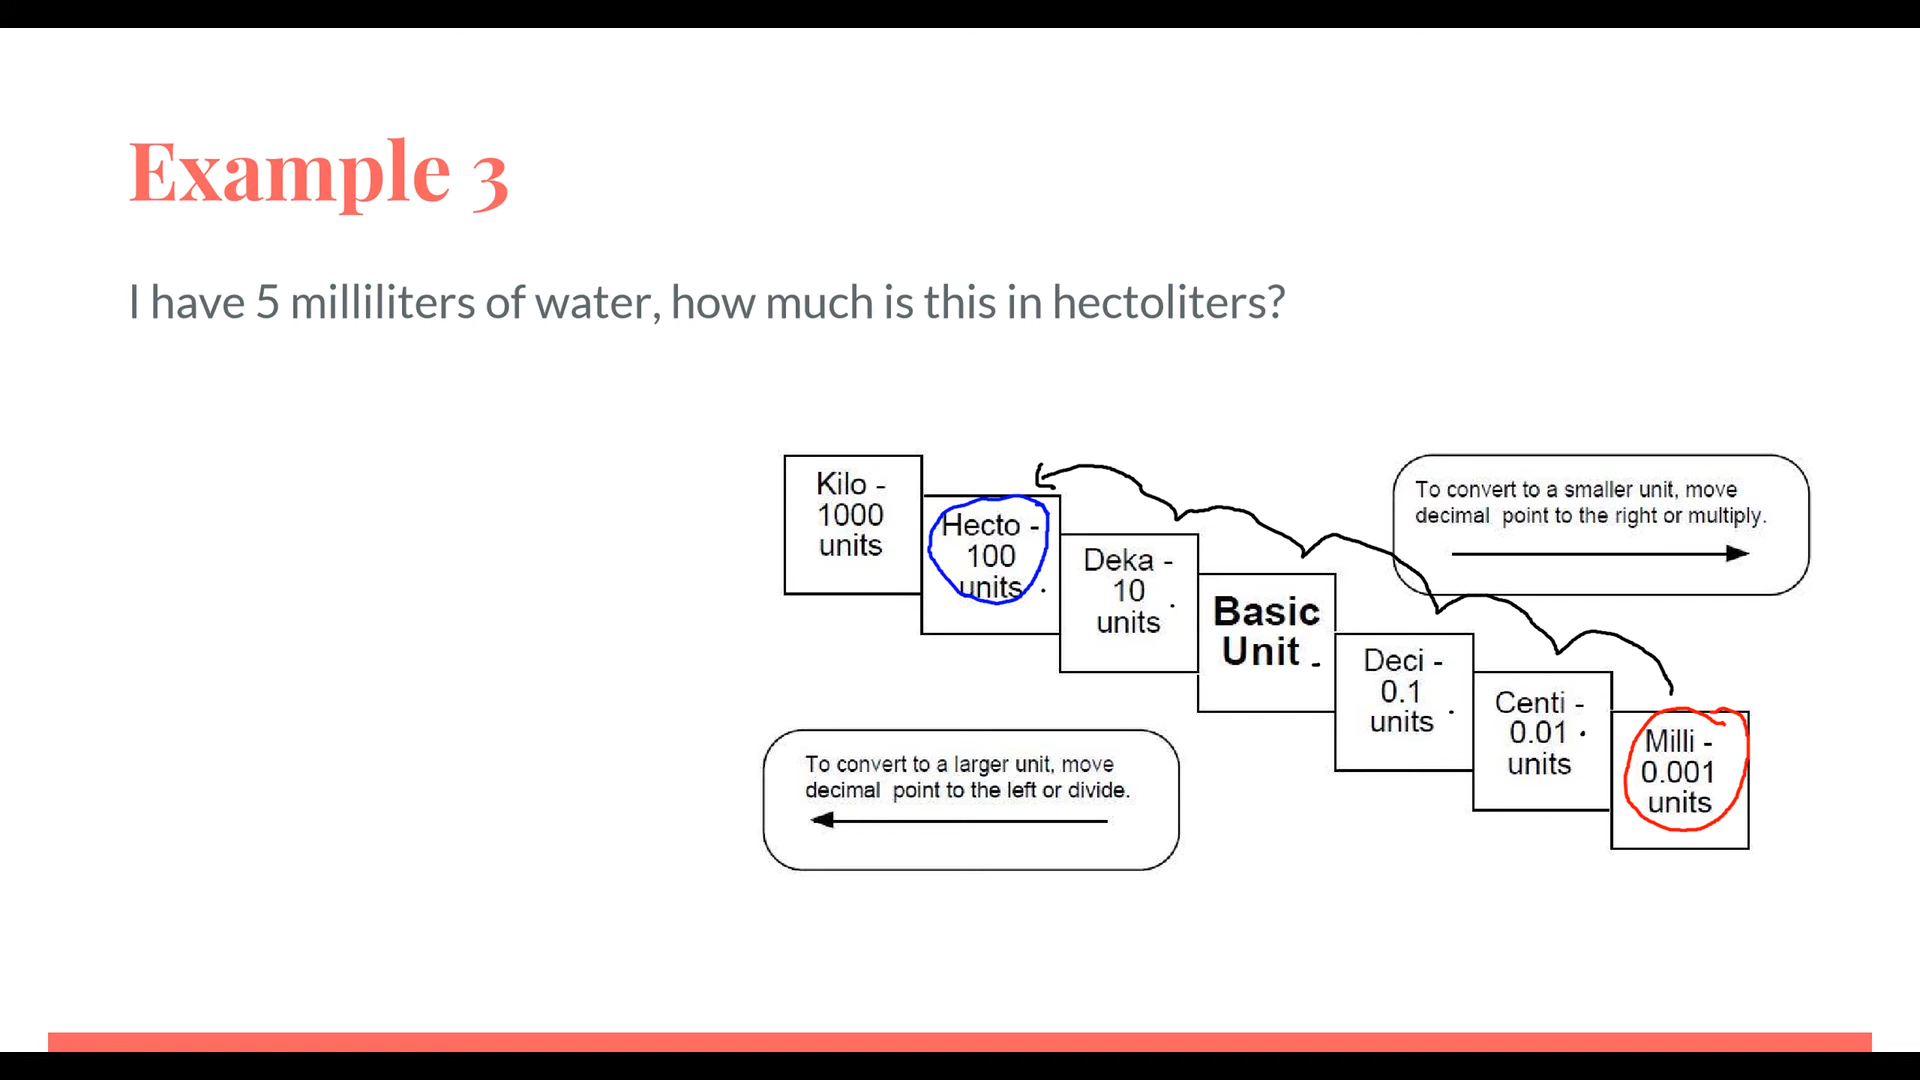 Example 3
I have 5 milliliters of water, how much is this in hectoliters?
Kilo -
1000
units
Hecto -
100
units
Deka -
10
units
Basic
Unit
Deci -
0.1
units
Centi -
0.01
units
Milli -
0.001
units
To convert to a smaller unit, move
decimal point to the right or multiply.
To convert to a larger unit, move
decimal point to the left or divide.